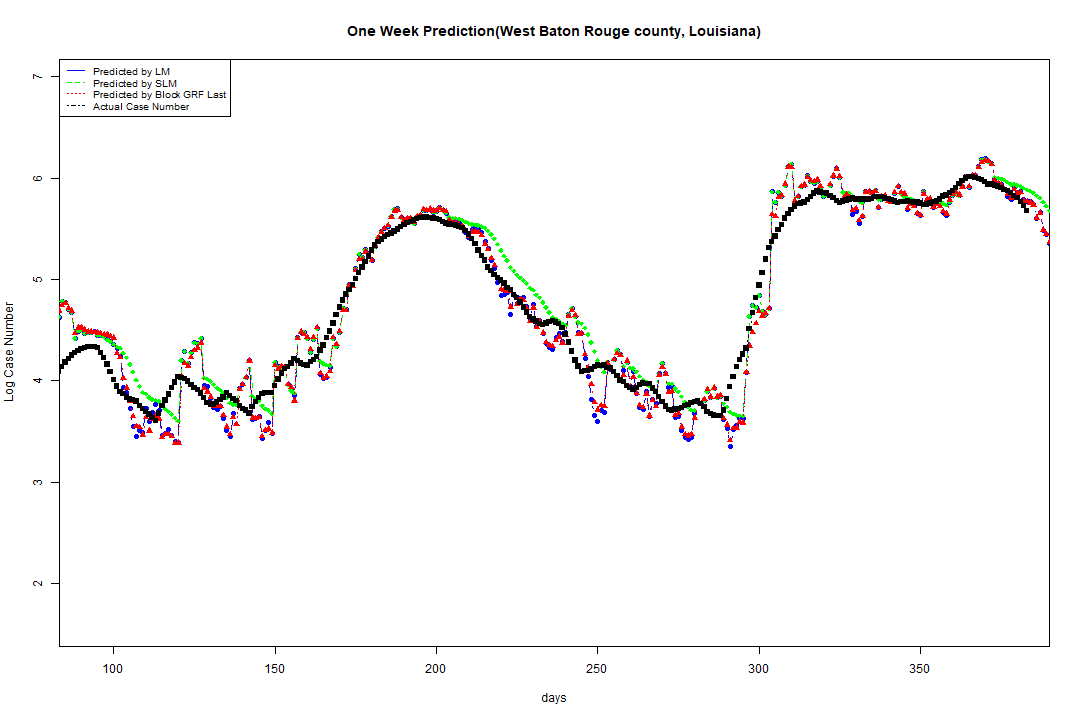 One Week Prediction(West Baton Rouge county, Louisiana)
Predicted by LM
Predicted by SLM
Predicted by Block GRF Last
Actual Case Number
7
6
5
4
3
2
Log Case Number
100 150 200 250 300 350
days